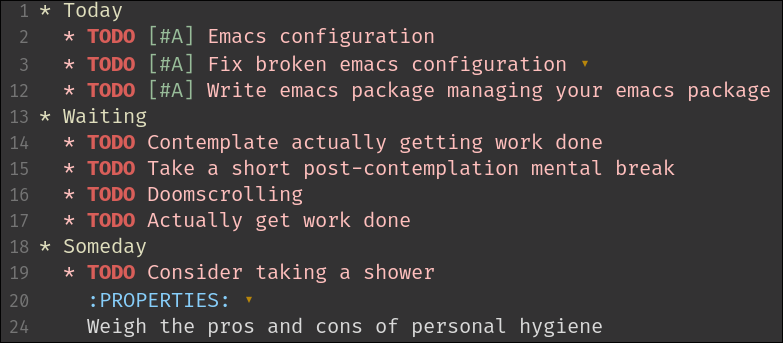 1 * Today
2 * TODO [#A] Emacs configuration
3 * TODO [#A] Fix broken emacs configuration ▾
12 * TODO [#A] Write emacs package managing your emacs package
13 * Waiting
14 * TODO Contemplate actually getting work done
15 * TODO Take a short post-contemplation mental break
16 * TODO Doomscrolling
17 * TODO Actually get work done
18 * Someday
19 * TODO Consider taking a shower
20 :PROPERTIES: ▾
24 Weigh the pros and cons of personal hygiene